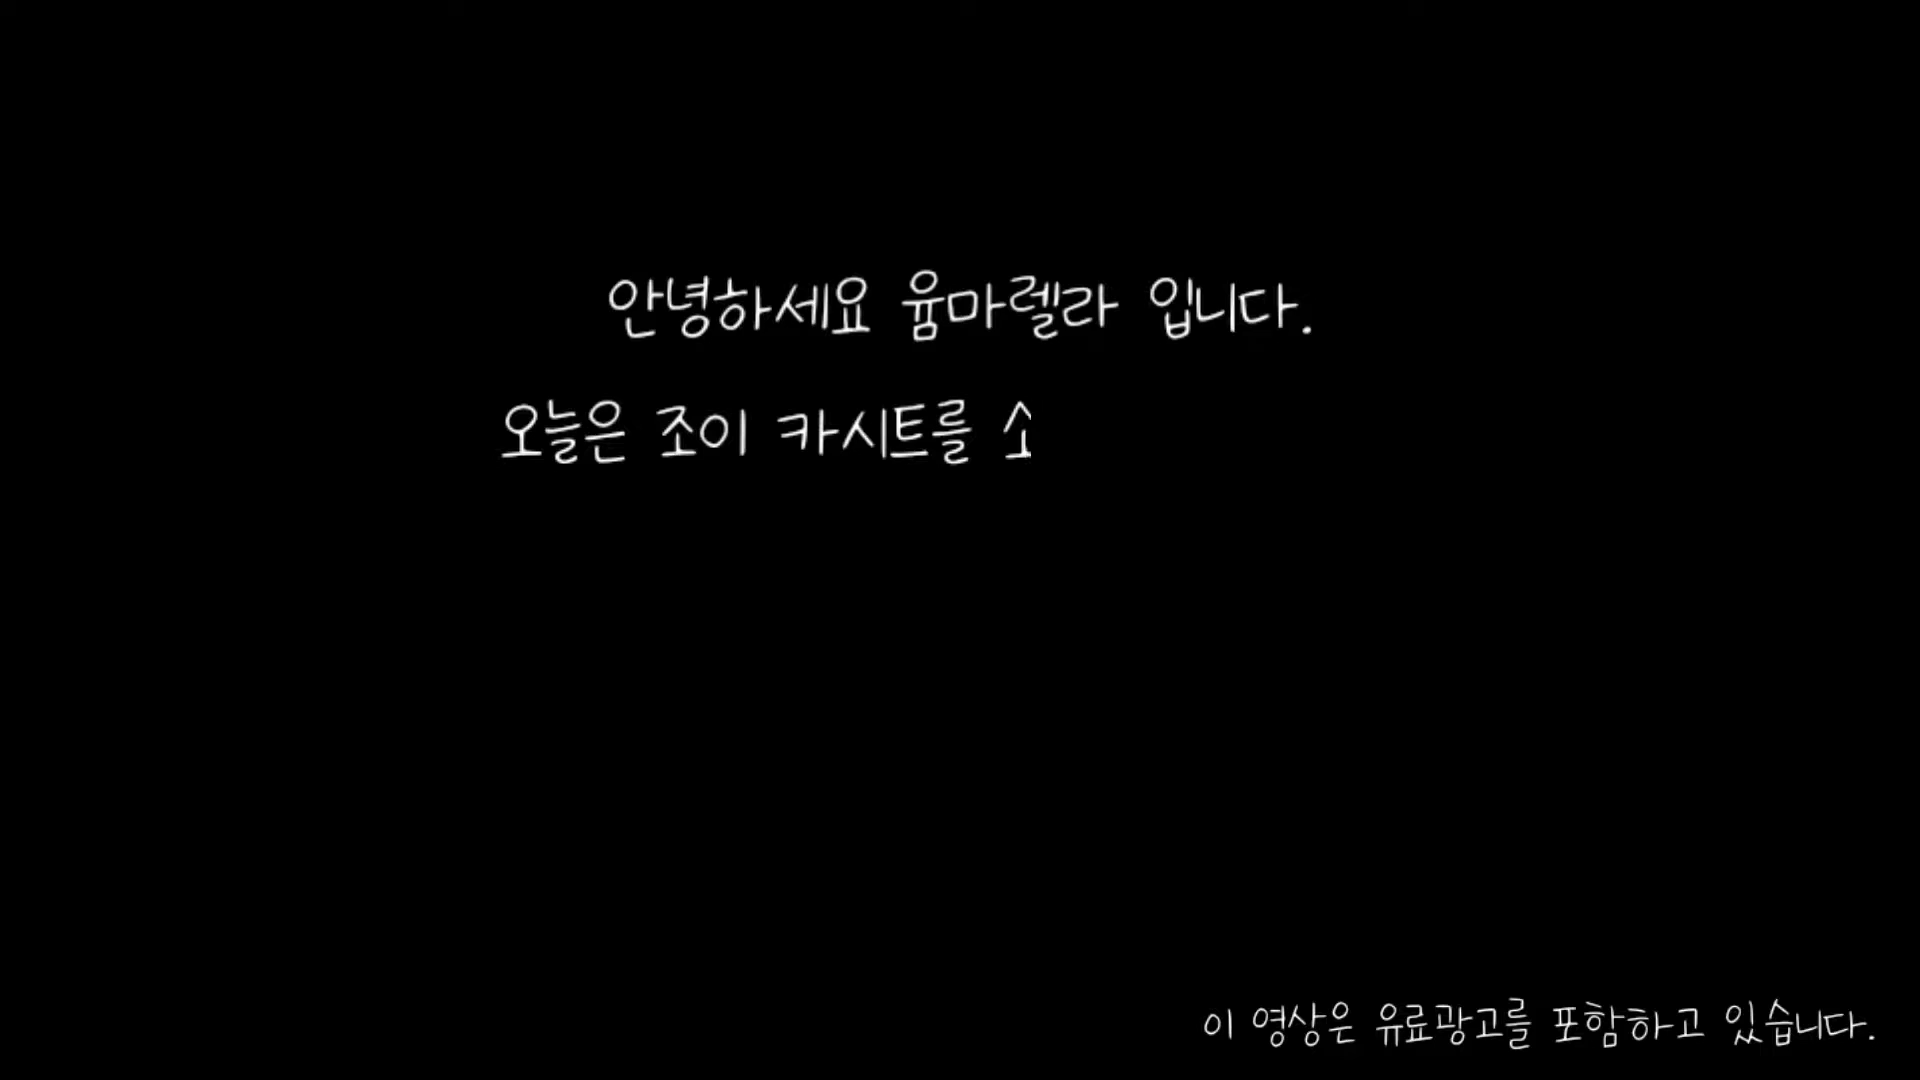 안녕하세요 윰마렐라 입니다.
오늘은 조이 카시트를
이 영상은 유료광고를 포함하고 있습니다.